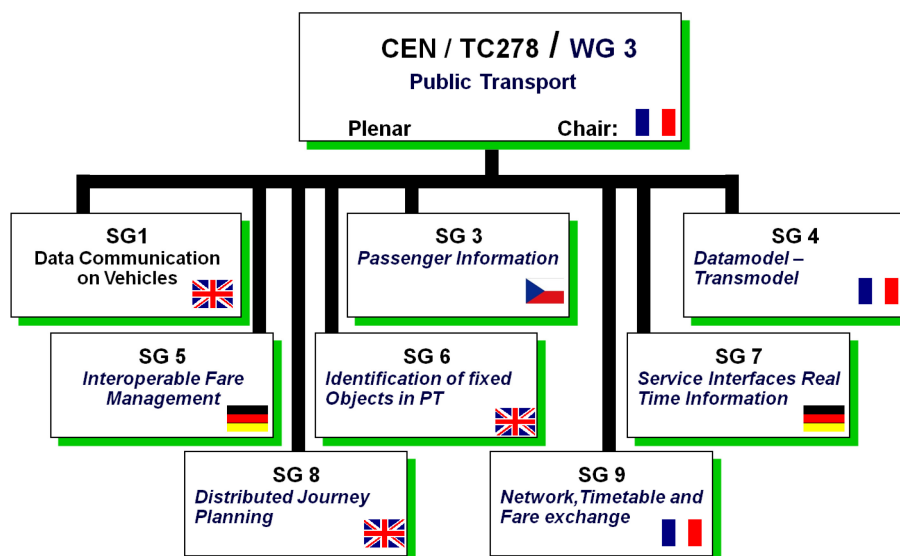 CEN / TC278 / WG 3
Public Transport
Plenar Chair:
SG1
Data Communication
on Vehicles
SG 3
Passenger Information
SG 4
Datamodel –
Transmodel
SG 5
Interoperable Fare
Management
SG 6
Identification of fixed
Objects in PT
SG 7
Service Interfaces Real
Time Information
SG 8
Distributed Journey
Planning
SG 9
Network,Timetable and
Fare exchange